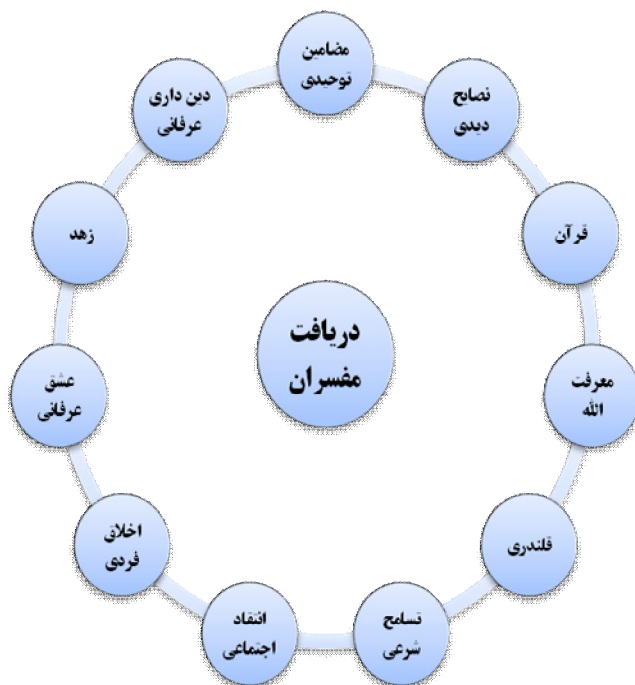 مضامین
توحیدی
نصایح
دیدی
قرآن
معرفت
الله
قلندری
تسامح
شرعی
انتقاد
اجتماعی
اخلاق
فردی
عشق
عرفانی
زهد
دین داری
عرفانی
دریافت
مفسران